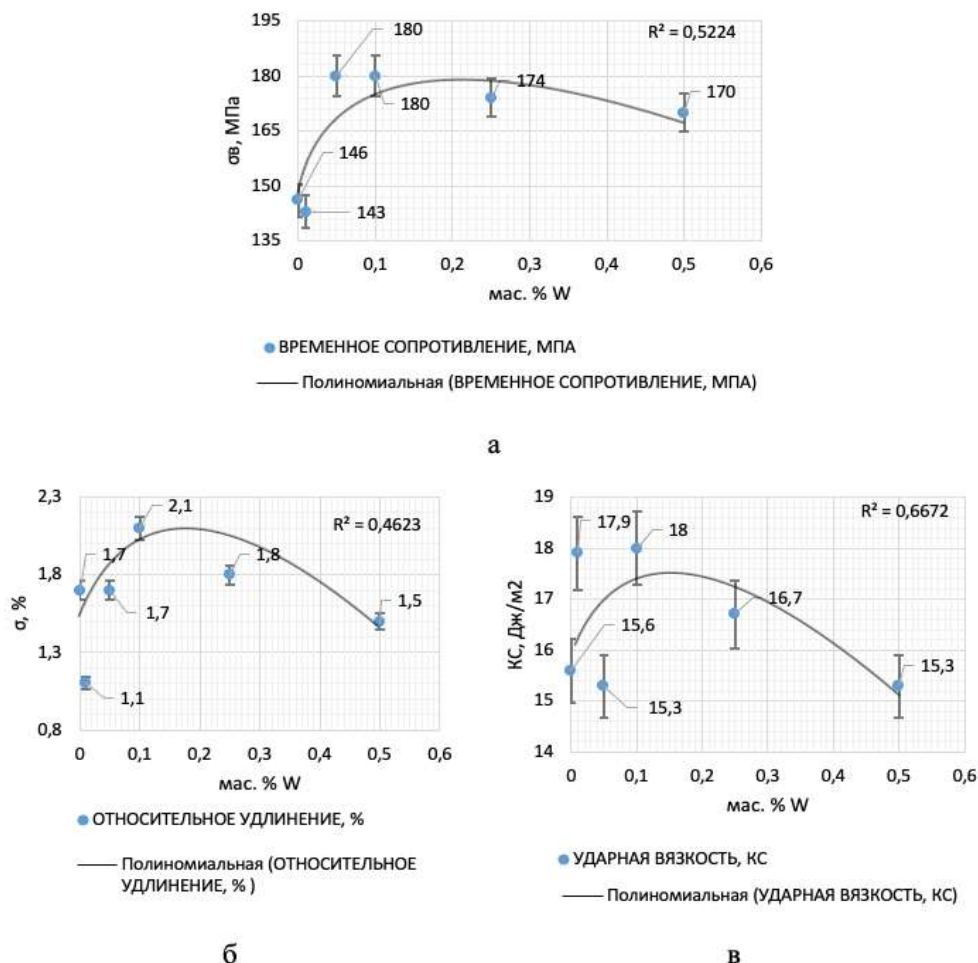 195
180
R² = 0,5224
180
174
170
180
165
σв, МПа
146
150
143
135
0
0,1
0,2
0,3
0,4
0,5
0,6
мас. % W
ВРЕМЕННОЕ СОПРОТИВЛЕНИЕ, МПА
Полиномиальная (ВРЕМЕННОЕ СОПРОТИВЛЕНИЕ, МПА)
а
2,3
2,1
R² = 0,4623
1,7
1,8
1,8
σ, %
1,7
1,5
1,3
1,1
0,8
0
0,1
0,2
0,3
0,4
0,5
0,6
мас. % W
ОТНОСИТЕЛЬНОЕ УДЛИНЕНИЕ, %
Полиномиальная (ОТНОСИТЕЛЬНОЕ
УДЛИНЕНИЕ, % )
б
19
R² = 0,6672
17,9
18
18
17
16,7
КС, Дж/м2
15,6
16
15,3
15
15,3
14
0
0,1
0,2
0,3
0,4
0,5
0,6
мас. % W
УДАРНАЯ ВЯЗКОСТЬ, КС
Полиномиальная (УДАРНАЯ ВЯЗКОСТЬ, КС)
в